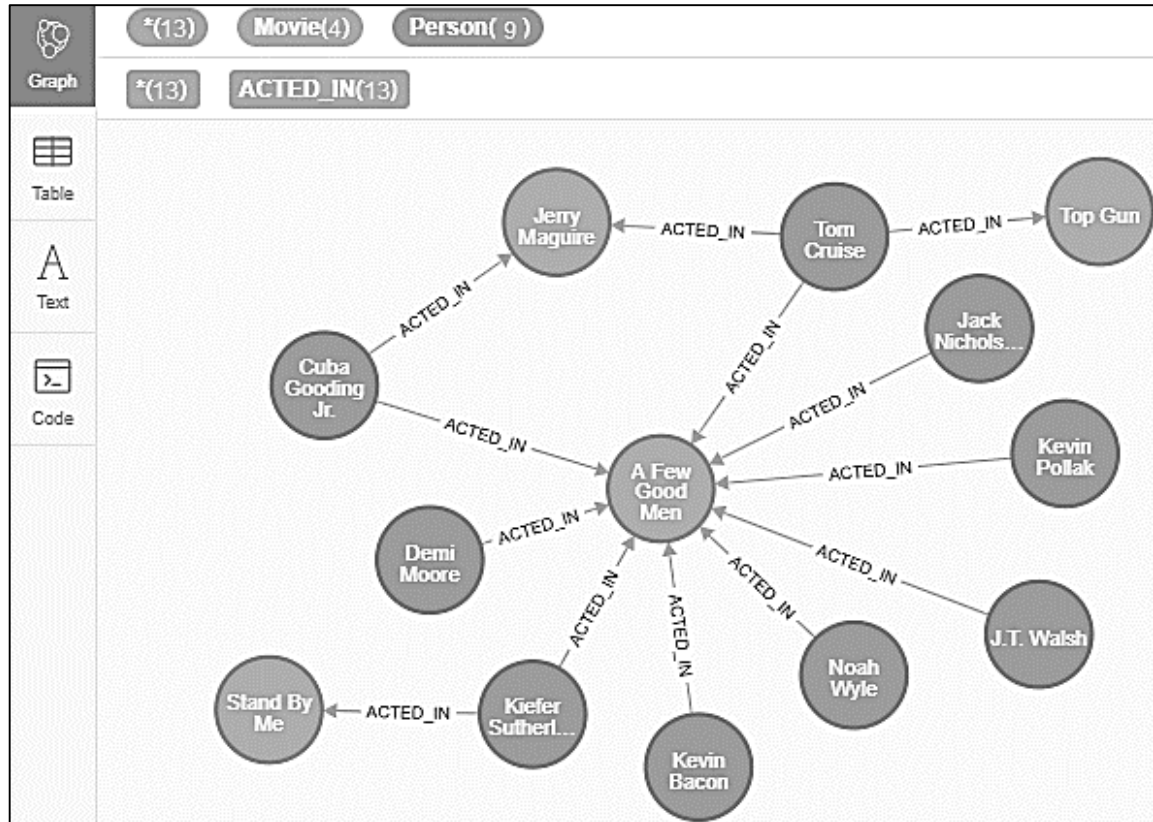 *(13) Movie(4) Person( 9 )
Graph
*(13) ACTED_IN(13)
Table
Text
Code
Jerry
Maguire
ACTED_IN
Tom
Cruise
ACTED_IN
Top Gun
ACTED_IN
ACTED_IN
Jack
Nichols...
Cuba
Gooding
Jr.
ACTED_IN
ACTED_IN
A Few
Good
Men
ACTED_IN
Kevin
Pollak
Demi
Moore
ACTED_IN
ACTED_IN
ACTED_IN
ACTED_IN
ACTED_IN
J.T. Walsh
Noah
Wyle
Stand By
Me
ACTED_IN
Kiefer
Sutherl...
Kevin
Bacon